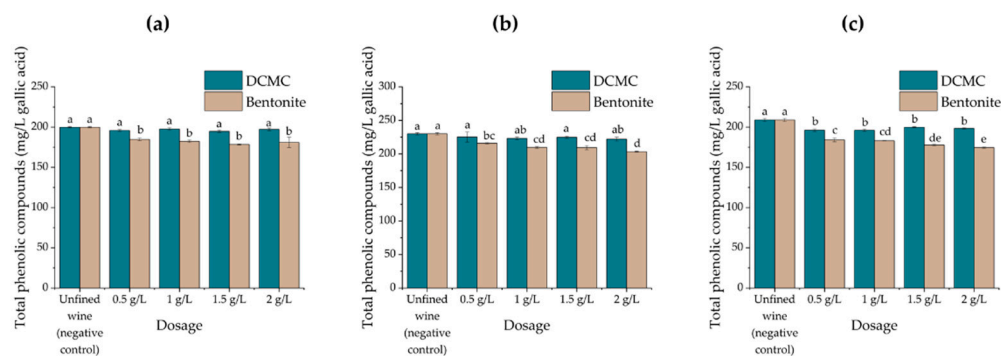 (a)
Total phenolic compounds (mg/L gallic acid)
250
200
150
100
50
0
DCMC
Bentonite
a a a b a b a b a b
Unfined wine (negative control)
0.5 g/L
1 g/L
1.5 g/L
2 g/L
Dosage
(b)
Total phenolic compounds (mg/L gallic acid)
300
250
200
150
100
50
0
DCMC
Bentonite
a a a bc ab cd a cd ab d
Unfined wine (negative control)
0.5 g/L
1 g/L
1.5 g/L
2 g/L
Dosage
(c)
Total phenolic compounds (mg/L gallic acid)
250
200
150
100
50
0
DCMC
Bentonite
a a b c b cd b de b e
Unfined wine (negative control)
0.5 g/L
1 g/L
1.5 g/L
2 g/L
Dosage